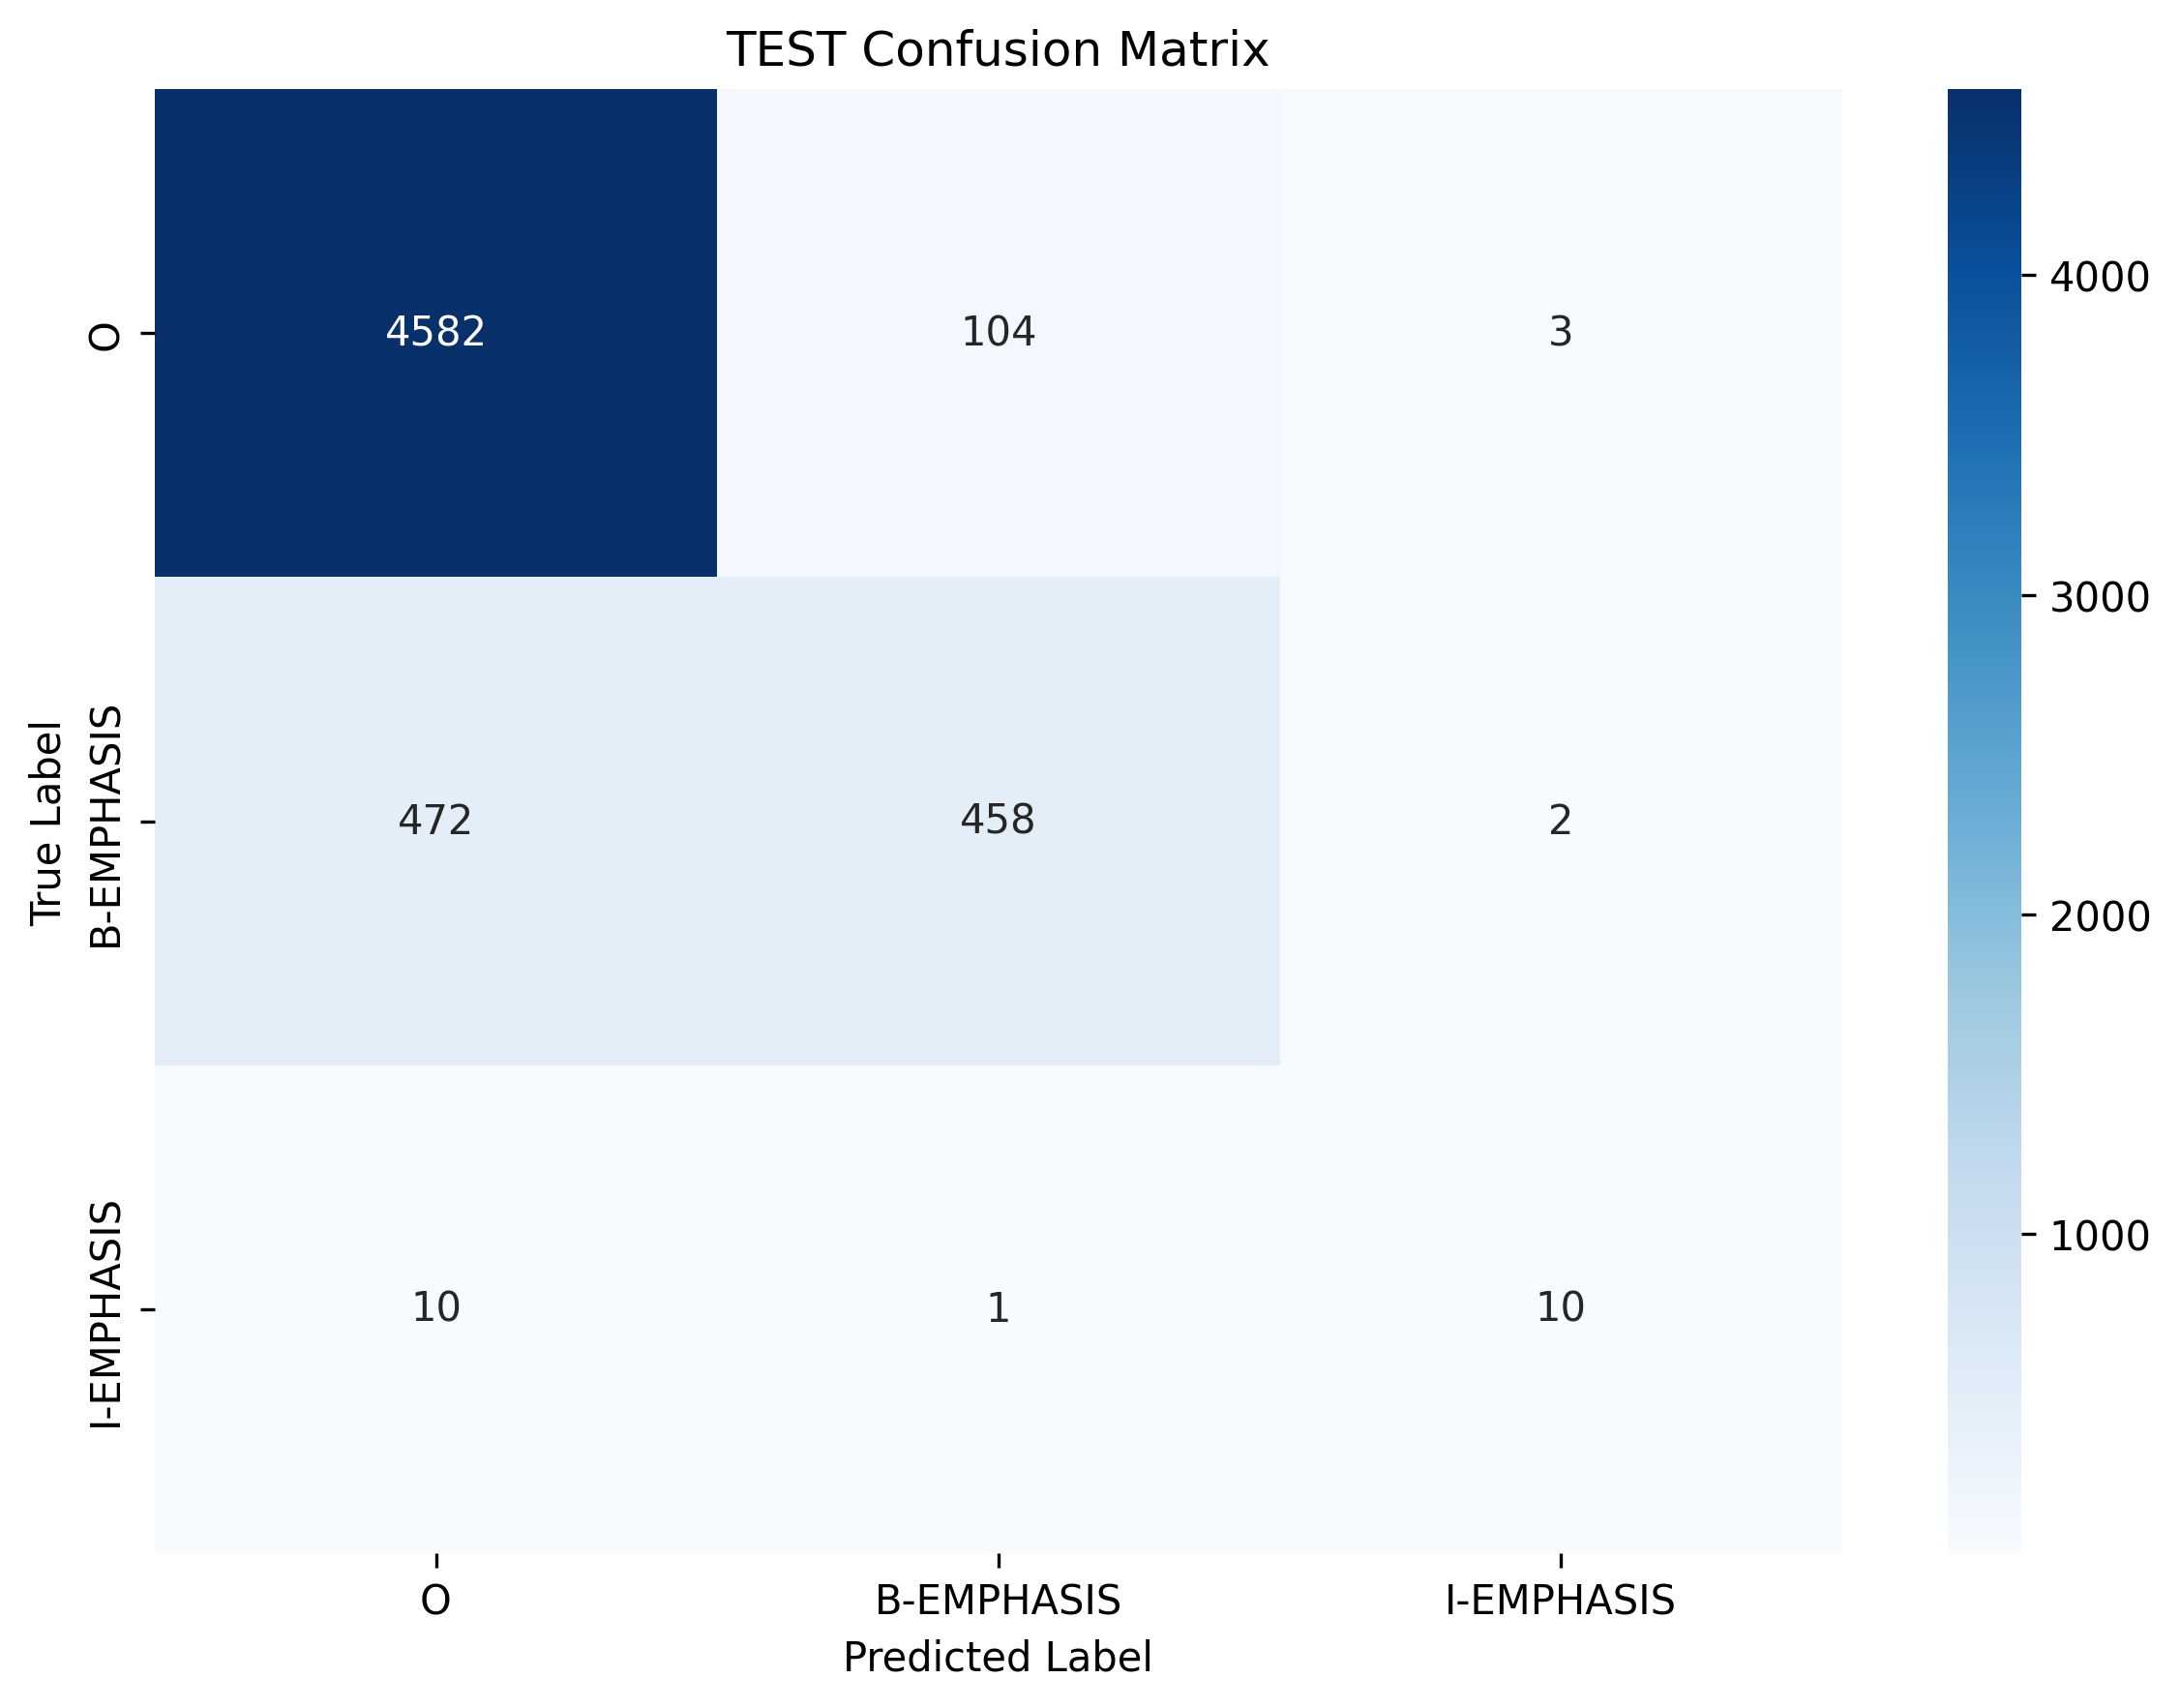 TEST Confusion Matrix
True Label
O
4582 104 3
B-EMPHASIS
472 458 2
I-EMPHASIS
10 1 10
O B-EMPHASIS I-EMPHASIS
Predicted Label
4000
3000
2000
1000